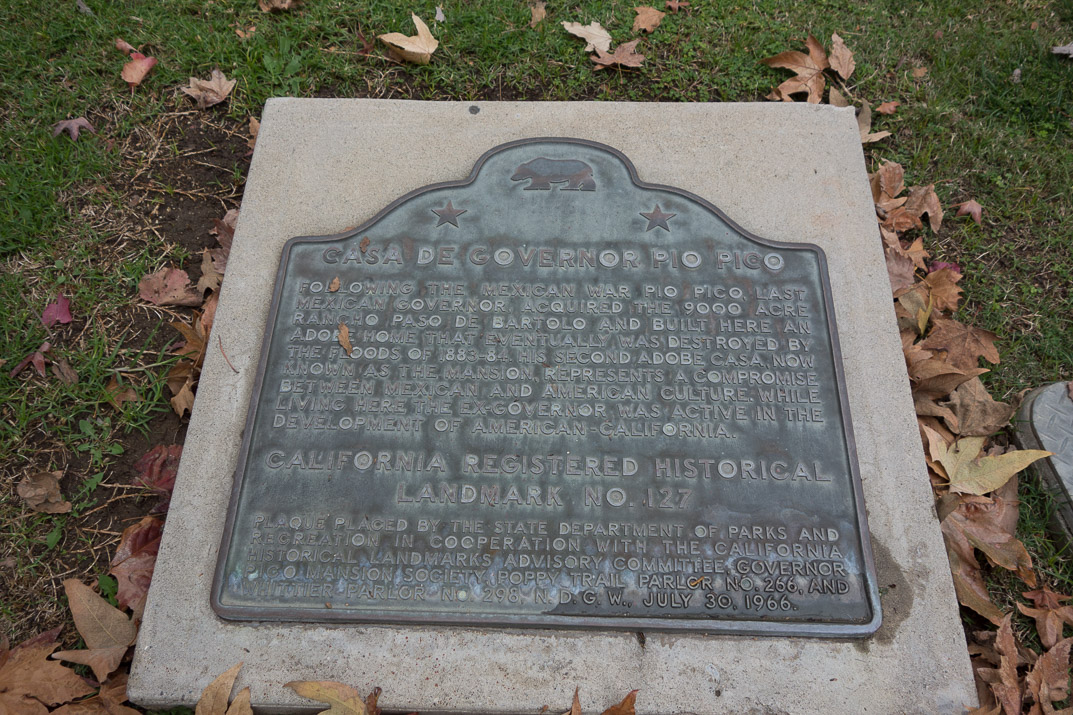 CASA DE GOVERNOR PIO PICO
FOLLOWING THE MEXICAN WAR, PIO PICO, LAST
MEXICAN GOVERNOR, ACQUIRED THE 9000 ACRE
RANCHO PASO DE BARTOLO AND BUILT HERE AN
ADOBE HOME THAT EVENTUALLY WAS DESTROYED BY
THE FLOODS OF 1883-84. HIS SECOND ADOBE CASA, NOW
KNOWN AS THE MANSION, REPRESENTS A COMPROMISE
BETWEEN MEXICAN AND AMERICAN CULTURE. WHILE
LIVING HERE THE EX-GOVERNOR WAS ACTIVE IN THE
DEVELOPMENT OF AMERICAN-CALIFORNIA.
CALIFORNIA REGISTERED HISTORICAL
LANDMARK NO. 127
PLAQUE PLACED BY THE STATE DEPARTMENT OF PARKS AND
RECREATION IN COOPERATION WITH THE CALIFORNIA
HISTORICAL LANDMARKS ADVISORY COMMITTEE, GOVERNOR
PICO MANSION SOCIETY, POPPY TRAIL PARLOR NO. 266, AND
WHITTIER PARLOR NO. 298, N.D.G.W., JULY 30, 1966.